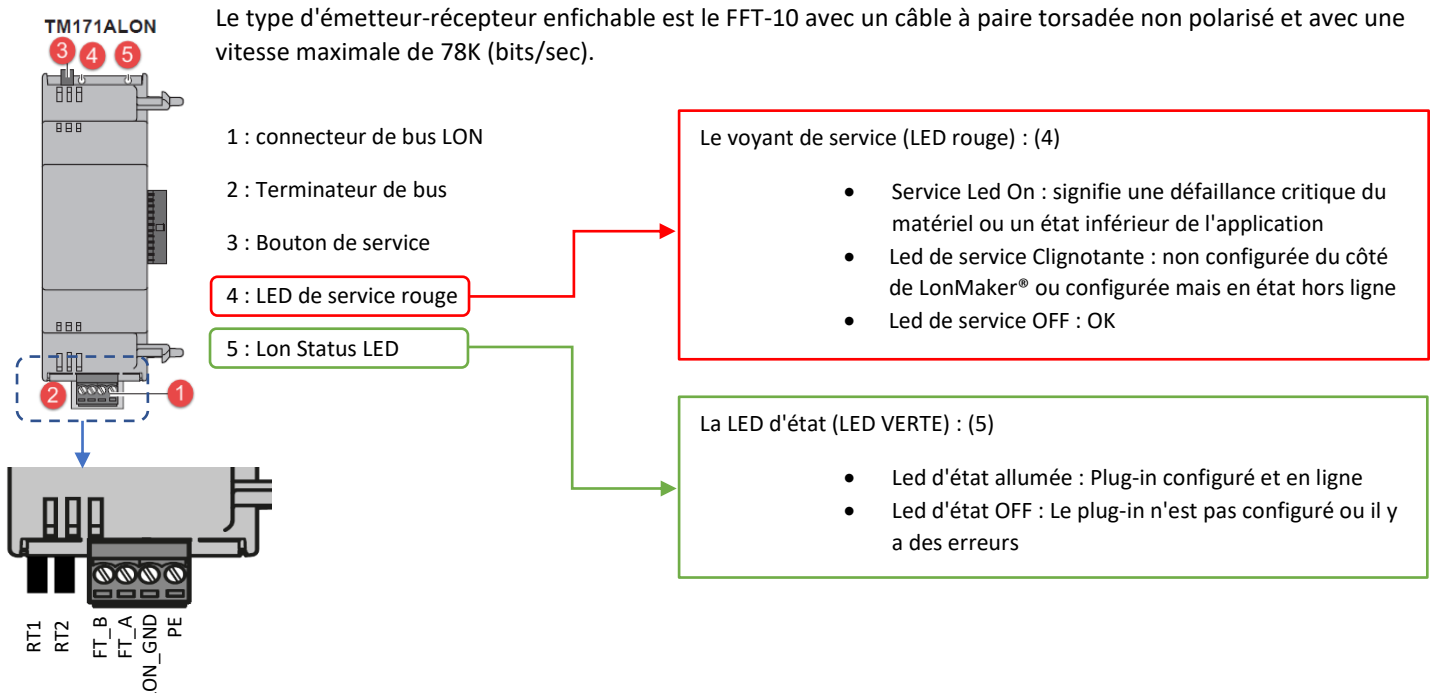 Le type d'émetteur-récepteur enfichable est le FFT-10 avec un câble à paire torsadée non polarisé et avec une
vitesse maximale de 78K (bits/sec).
TM171ALON
3 4 5
1 : connecteur de bus LON
2 : Terminateur de bus
3 : Bouton de service
4 : LED de service rouge
5 : Lon Status LED
Le voyant de service (LED rouge) : (4)
• Service Led On : signifie une défaillance critique du
matériel ou un état inférieur de l'application
• Led de service Clignotante : non configurée du côté
de LonMaker® ou configurée mais en état hors ligne
• Led de service OFF : OK
La LED d'état (LED VERTE) : (5)
• Led d'état allumée : Plug-in configuré et en ligne
• Led d'état OFF : Le plug-in n'est pas configuré ou il y
a des erreurs
2 1
RT1
RT2
FT_B
FT_A
LON_GND
PE